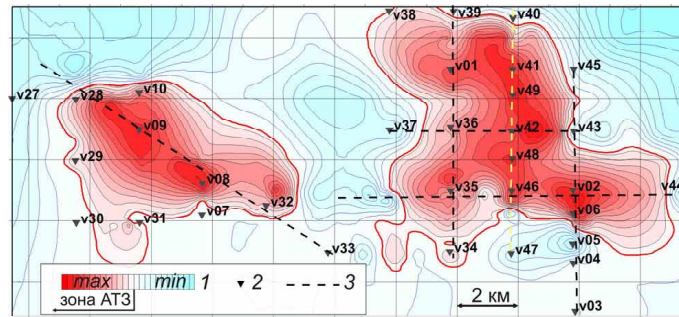 v38 v39 v40
v01 v41 v45
v27 v28 v10 v49
v09 v37 v36 v42 v43
v29 v48
v08 v35 v46 v02 v44
v30 v31 v07 v32 v06
v33 v34 v47 v05
v04
max min 1 2 3
зона АТЗ 2 км
v03